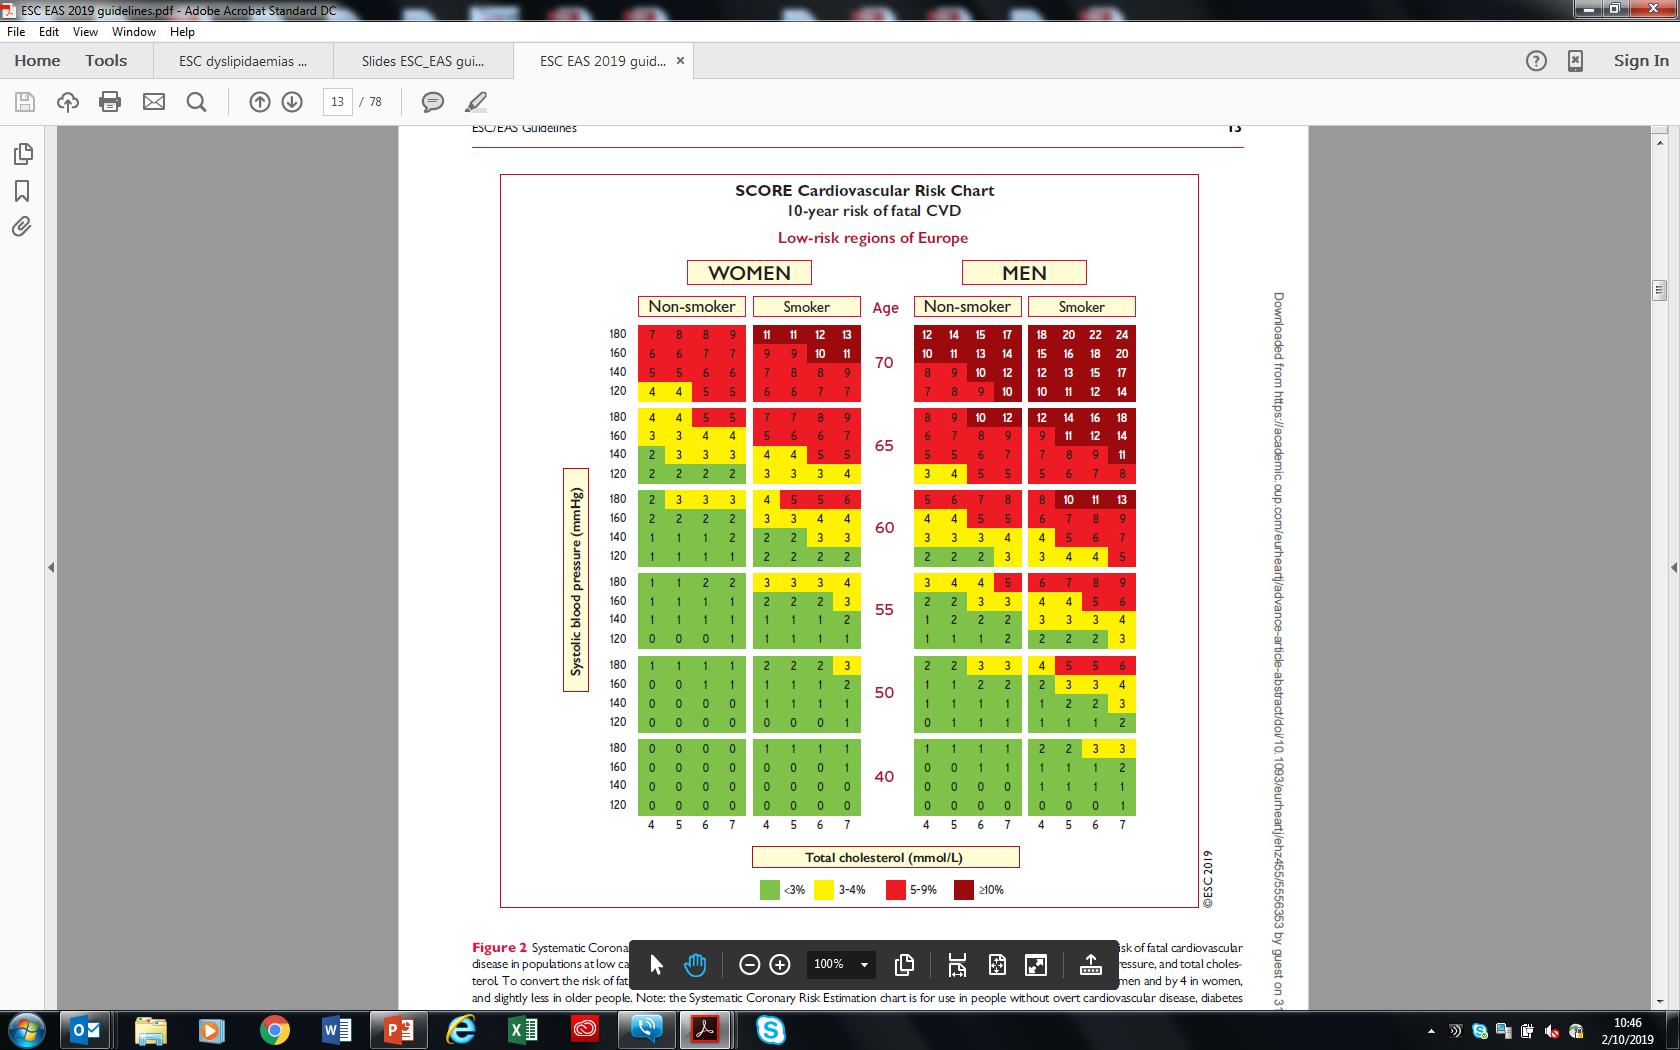 ESC EAS 2019 guidelines.pdf - Adobe Acrobat Standard DC
File Edit View Window Help
Home Tools ESC dyslipidaemias ... Slides ESC_EAS gui... ESC EAS 2019 guid... ×
Sign In
13 / 78
ESC/EAS Guidelines 13
SCORE Cardiovascular Risk Chart
10-year risk of fatal CVD
Low-risk regions of Europe
WOMEN MEN
Non-smoker Smoker Age Non-smoker Smoker
180 7 8 8 9 11 11 12 13 12 14 15 17 18 20 22 24
160 6 6 7 7 9 9 10 11 10 11 13 14 15 16 18 20
70
140 5 5 6 6 7 8 8 9 8 9 10 12 12 13 15 17
120 4 4 5 5 6 6 7 7 7 8 9 10 10 11 12 14
180 4 4 5 5 7 7 8 9 8 9 10 12 12 14 16 18
160 3 3 4 4 5 6 6 7 6 7 8 9 9 11 12 14
65
140 2 3 3 3 4 4 5 5 5 5 6 7 7 8 9 11
120 2 2 2 2 3 3 3 4 3 4 5 5 5 6 7 8
180 2 3 3 3 4 5 5 6 5 6 7 8 8 10 11 13
160 2 2 2 2 3 3 4 4 4 4 5 5 6 7 8 9
60
140 1 1 1 2 2 2 3 3 3 3 3 4 4 5 6 7
120 1 1 1 1 2 2 2 2 2 2 2 3 3 4 4 5
180 1 1 2 2 3 3 3 4 3 4 4 5 6 7 8 9
160 1 1 1 1 2 2 2 3 2 2 3 3 4 4 5 6
55
140 1 1 1 1 1 1 1 2 1 2 2 2 3 3 3 4
120 0 0 0 1 1 1 1 1 1 1 1 2 2 2 2 3
180 1 1 1 1 2 2 2 3 2 2 3 3 4 5 5 6
160 0 0 1 1 1 1 1 2 1 1 2 2 2 3 3 4
50
140 0 0 0 0 1 1 1 1 1 1 1 1 1 2 2 3
120 0 0 0 0 0 0 0 1 0 1 1 1 1 1 1 2
180 0 0 0 0 1 1 1 1 1 1 1 1 2 2 3 3
160 0 0 0 0 0 0 0 1 0 0 1 1 1 1 1 2
40
140 0 0 0 0 0 0 0 0 0 0 0 0 1 1 1 1
120 0 0 0 0 0 0 0 0 0 0 0 0 0 0 0 1
4 5 6 7 4 5 6 7 4 5 6 7 4 5 6 7
Systolic blood pressure (mmHg)
Total cholesterol (mmol/L)
<3% 3-4% 5-9% ≥10%
©ESC 2019
Downloaded from https://academic.oup.com/eurheartj/advance-article-abstract/doi/10.1093/eurheartj/ehz455/5556353 by guest on 3
Figure 2 Systematic Corona isk of fatal cardiovascular
disease in populations at low ca ressure, and total choles-
terol. To convert the risk of fat men and by 4 in women,
and slightly less in older people. Note: the Systematic Coronary Risk Estimation chart is for use in people without overt cardiovascular disease, diabetes
100%
10:46
2/10/2019